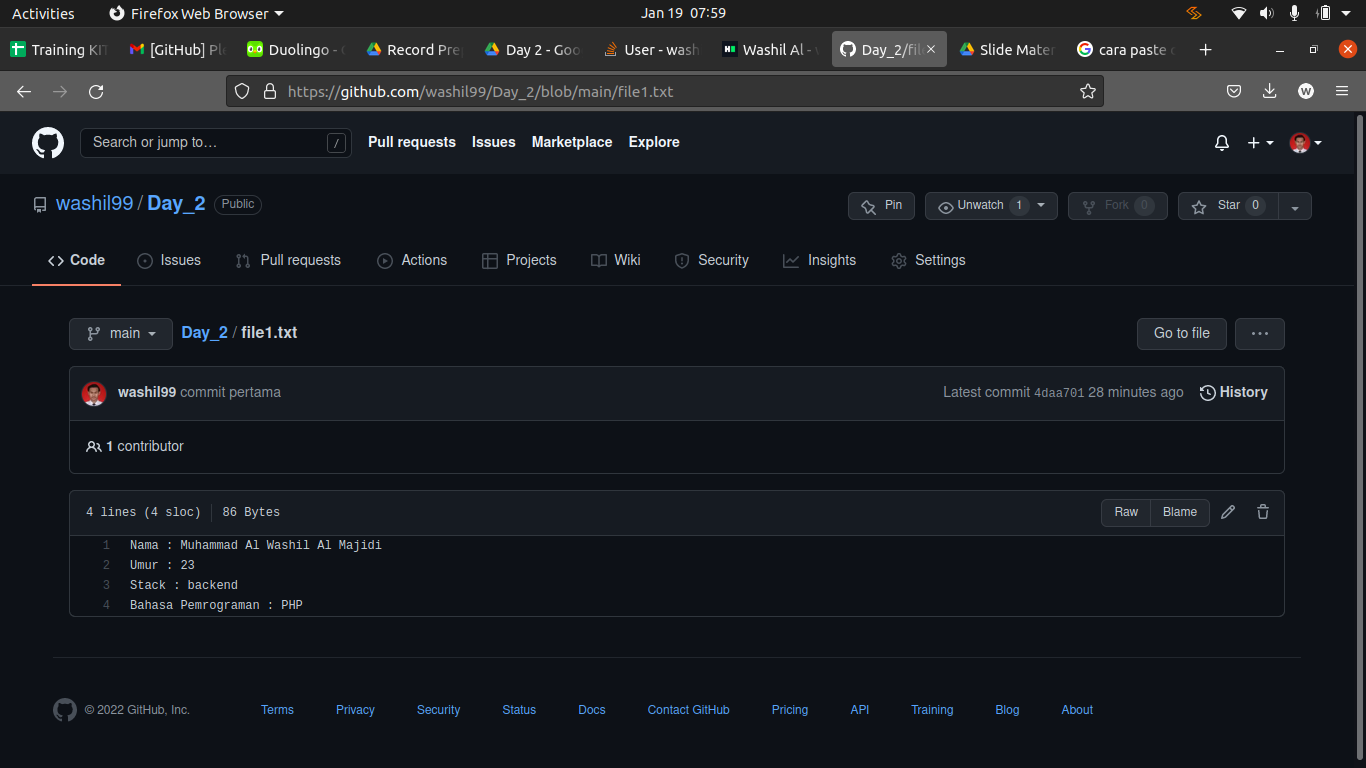 Activities Firefox Web Browser Jan 19 07:59
Training KIT [GitHub] Ple Duolingo - Record Pre Day 2 - Goo User - wash Washil Al - Day_2/fil Slide Mater cara paste
https://github.com/washil99/Day_2/blob/main/file1.txt
Search or jump to… / Pull requests Issues Marketplace Explore
washil99 / Day_2 Public Pin Unwatch 1 Fork 0 Star 0
Code Issues Pull requests Actions Projects Wiki Security Insights Settings
main Day_2 / file1.txt Go to file
washil99 commit pertama Latest commit 4daa701 28 minutes ago History
1 contributor
4 lines (4 sloc) 86 Bytes Raw Blame
1 Nama : Muhammad Al Washil Al Majidi
2 Umur : 23
3 Stack : backend
4 Bahasa Pemrograman : PHP
© 2022 GitHub, Inc. Terms Privacy Security Status Docs Contact GitHub Pricing API Training Blog About